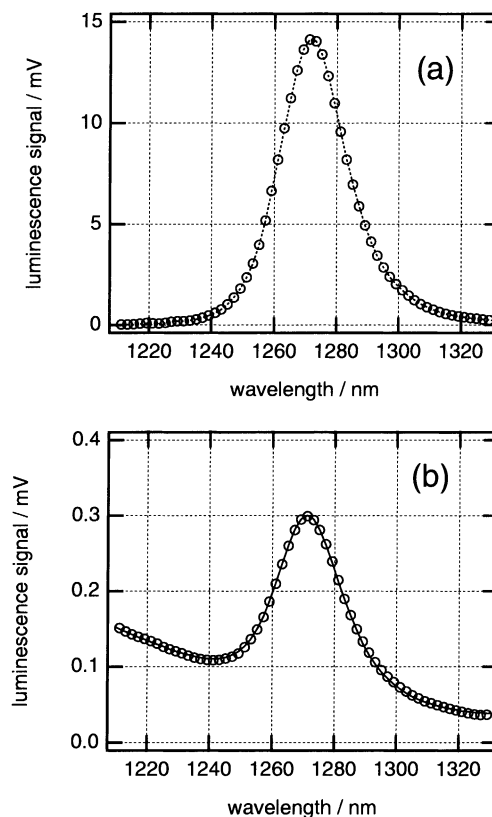 15
(a)
10
luminescence signal / mV
5
0
1220 1240 1260 1280 1300 1320
wavelength / nm
0.4
(b)
0.3
luminescence signal / mV
0.2
0.1
0.0
1220 1240 1260 1280 1300 1320
wavelength / nm